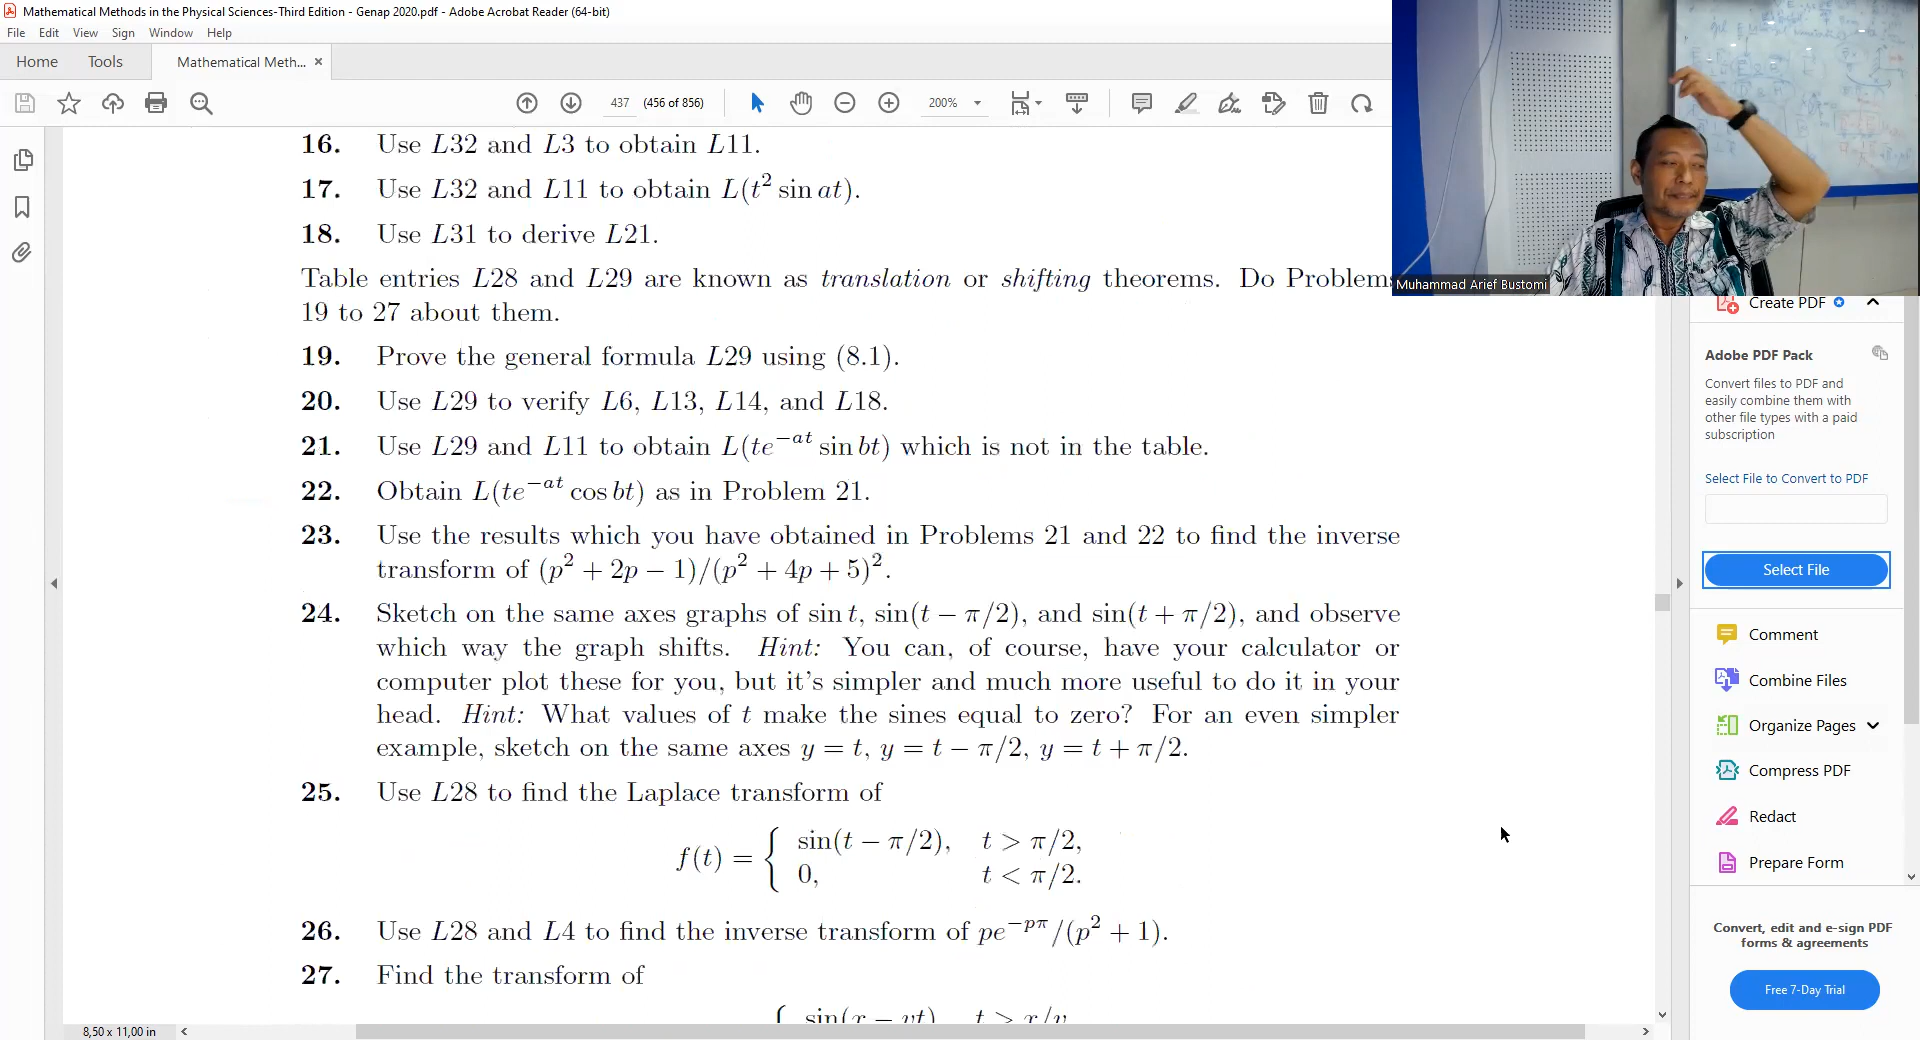 Mathematical Methods in the Physical Sciences-Third Edition - Genap 2020.pdf - Adobe Acrobat Reader (64-bit)
File Edit View Sign Window Help
Home Tools Mathematical Meth... ×
437 (456 of 856) 200%
16. Use L32 and L3 to obtain L11.
17. Use L32 and L11 to obtain L(t² sin at).
18. Use L31 to derive L21.
Table entries L28 and L29 are known as translation or shifting theorems. Do Problems
19 to 27 about them.
19. Prove the general formula L29 using (8.1).
20. Use L29 to verify L6, L13, L14, and L18.
21. Use L29 and L11 to obtain L(te⁻ᵃᵗ sin bt) which is not in the table.
22. Obtain L(te⁻ᵃᵗ cos bt) as in Problem 21.
23. Use the results which you have obtained in Problems 21 and 22 to find the inverse
transform of (p² + 2p − 1)/(p² + 4p + 5)².
24. Sketch on the same axes graphs of sin t, sin(t − π/2), and sin(t + π/2), and observe
which way the graph shifts. Hint: You can, of course, have your calculator or
computer plot these for you, but it's simpler and much more useful to do it in your
head. Hint: What values of t make the sines equal to zero? For an even simpler
example, sketch on the same axes y = t, y = t − π/2, y = t + π/2.
25. Use L28 to find the Laplace transform of
f(t) = { sin(t − π/2), t > π/2,
0, t < π/2.
26. Use L28 and L4 to find the inverse transform of pe^(−pπ)/(p² + 1).
27. Find the transform of
{ sin(x − vt), t > x/v
8,50 x 11,00 in
Muhammad Arief Bustomi
Create PDF
Adobe PDF Pack
Convert files to PDF and
easily combine them with
other file types with a paid
subscription
Select File to Convert to PDF
Select File
Comment
Combine Files
Organize Pages
Compress PDF
Redact
Prepare Form
Convert, edit and e-sign PDF
forms & agreements
Free 7-Day Trial